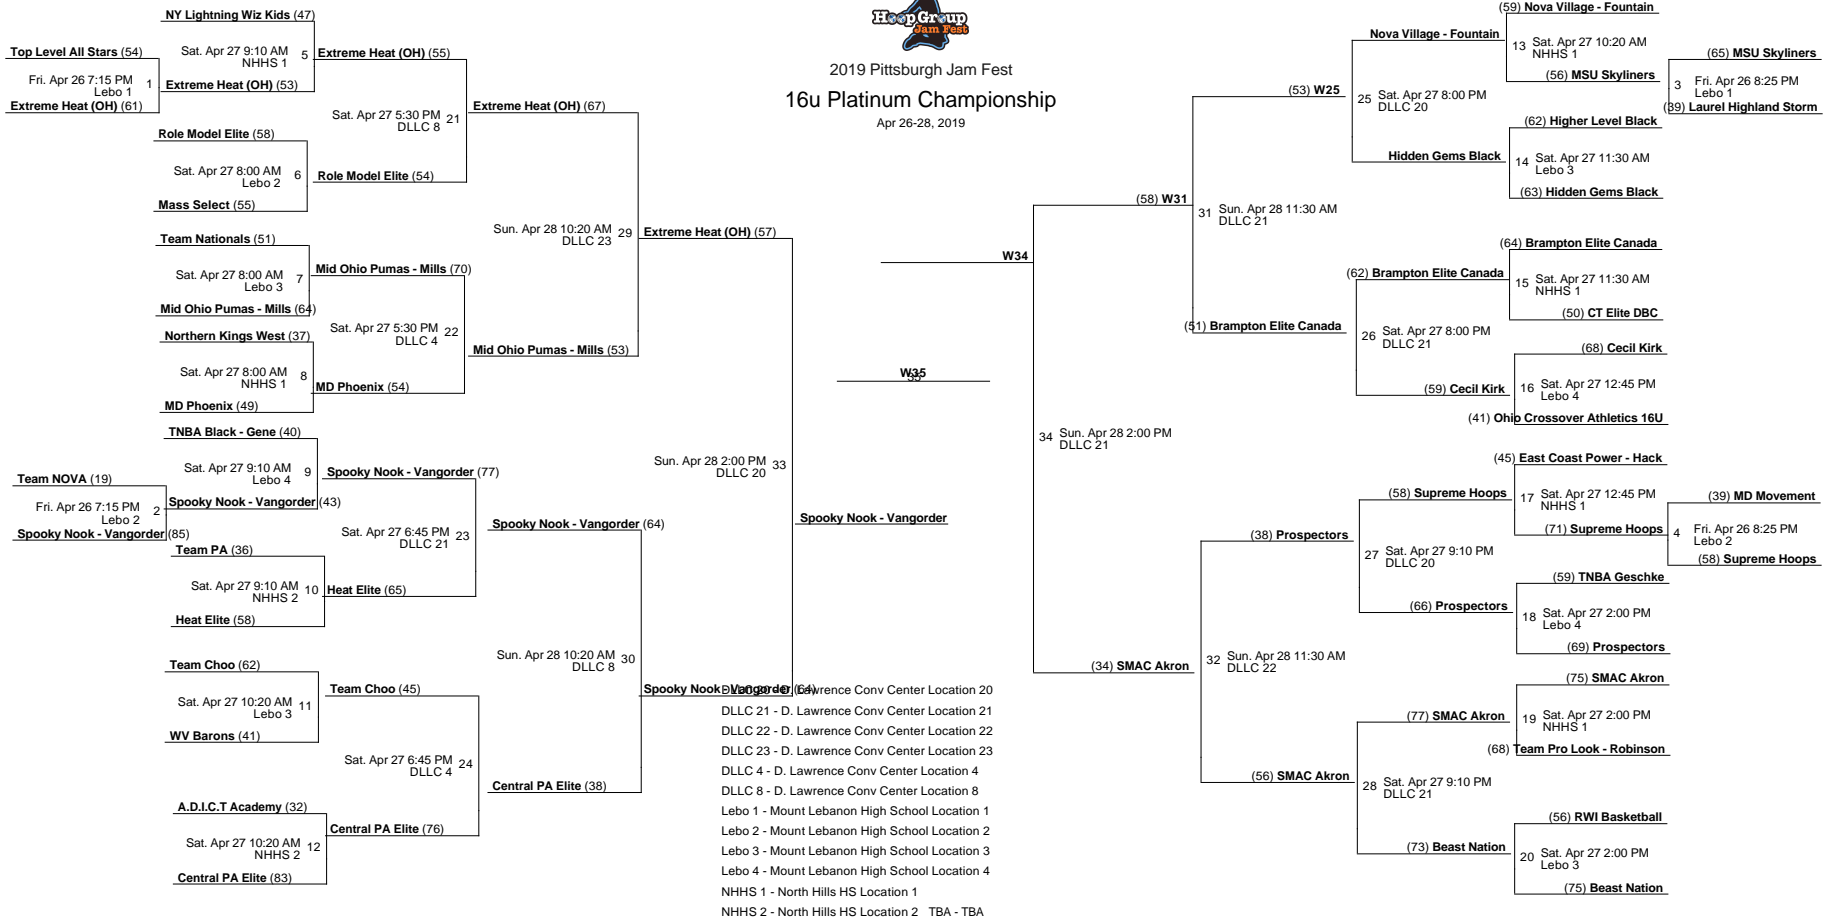 HoopGroup
Jam Fest
2019 Pittsburgh Jam Fest
16u Platinum Championship
Apr 26-28, 2019
Top Level All Stars (54)
Fri. Apr 26 7:15 PM 1
Lebo 1
Extreme Heat (OH) (61)
NY Lightning Wiz Kids (47)
Sat. Apr 27 9:10 AM 5
NHHS 1
Extreme Heat (OH) (53)
Extreme Heat (OH) (55)
Role Model Elite (58)
Sat. Apr 27 8:00 AM 6
Lebo 2
Mass Select (55)
Sat. Apr 27 5:30 PM 21
DLLC 8
Role Model Elite (54)
Extreme Heat (OH) (67)
Team Nationals (51)
Sat. Apr 27 8:00 AM 7
Lebo 3
Mid Ohio Pumas - Mills (64)
Mid Ohio Pumas - Mills (70)
Northern Kings West (37)
Sat. Apr 27 8:00 AM 8
NHHS 1
MD Phoenix (49)
Sat. Apr 27 5:30 PM 22
DLLC 4
MD Phoenix (54)
Mid Ohio Pumas - Mills (53)
Sun. Apr 28 10:20 AM 29
DLLC 23
Extreme Heat (OH) (57)
Team NOVA (19)
Fri. Apr 26 7:15 PM 2
Lebo 2
Spooky Nook - Vangorder (85)
TNBA Black - Gene (40)
Sat. Apr 27 9:10 AM 9
Lebo 4
Spooky Nook - Vangorder (43)
Spooky Nook - Vangorder (77)
Team PA (36)
Sat. Apr 27 9:10 AM 10
NHHS 2
Heat Elite (58)
Sat. Apr 27 6:45 PM 23
DLLC 21
Heat Elite (65)
Spooky Nook - Vangorder (64)
Team Choo (62)
Sat. Apr 27 10:20 AM 11
Lebo 3
WV Barons (41)
Team Choo (45)
A.D.I.C.T Academy (32)
Sat. Apr 27 10:20 AM 12
NHHS 2
Central PA Elite (83)
Sat. Apr 27 6:45 PM 24
DLLC 4
Central PA Elite (76)
Central PA Elite (38)
Sun. Apr 28 10:20 AM 30
DLLC 8
Spooky Nook - Vangorder (64)
Sun. Apr 28 2:00 PM 33
DLLC 20
Spooky Nook - Vangorder
W34
W35
35
34 Sun. Apr 28 2:00 PM
DLLC 21
(58) W31
31 Sun. Apr 28 11:30 AM
DLLC 21
(51) Brampton Elite Canada
(53) W25
25 Sat. Apr 27 8:00 PM
DLLC 20
Nova Village - Fountain
Hidden Gems Black
(59) Nova Village - Fountain
13 Sat. Apr 27 10:20 AM
NHHS 1
(56) MSU Skyliners
(65) MSU Skyliners
3 Fri. Apr 26 8:25 PM
Lebo 1
(39) Laurel Highland Storm
(62) Higher Level Black
14 Sat. Apr 27 11:30 AM
Lebo 3
(63) Hidden Gems Black
(62) Brampton Elite Canada
26 Sat. Apr 27 8:00 PM
DLLC 21
(59) Cecil Kirk
(64) Brampton Elite Canada
15 Sat. Apr 27 11:30 AM
NHHS 1
(50) CT Elite DBC
(68) Cecil Kirk
16 Sat. Apr 27 12:45 PM
Lebo 4
(41) Ohio Crossover Athletics 16U
(34) SMAC Akron
32 Sun. Apr 28 11:30 AM
DLLC 22
(38) Prospectors
27 Sat. Apr 27 9:10 PM
DLLC 20
(58) Supreme Hoops
(66) Prospectors
(45) East Coast Power - Hack
17 Sat. Apr 27 12:45 PM
NHHS 1
(71) Supreme Hoops
(39) MD Movement
4 Fri. Apr 26 8:25 PM
Lebo 2
(58) Supreme Hoops
(59) TNBA Geschke
18 Sat. Apr 27 2:00 PM
Lebo 4
(69) Prospectors
(56) SMAC Akron
28 Sat. Apr 27 9:10 PM
DLLC 21
(77) SMAC Akron
(73) Beast Nation
(75) SMAC Akron
19 Sat. Apr 27 2:00 PM
NHHS 1
(68) Team Pro Look - Robinson
(56) RWI Basketball
20 Sat. Apr 27 2:00 PM
Lebo 3
(75) Beast Nation
DLLC 20 - D. Lawrence Conv Center Location 20
DLLC 21 - D. Lawrence Conv Center Location 21
DLLC 22 - D. Lawrence Conv Center Location 22
DLLC 23 - D. Lawrence Conv Center Location 23
DLLC 4 - D. Lawrence Conv Center Location 4
DLLC 8 - D. Lawrence Conv Center Location 8
Lebo 1 - Mount Lebanon High School Location 1
Lebo 2 - Mount Lebanon High School Location 2
Lebo 3 - Mount Lebanon High School Location 3
Lebo 4 - Mount Lebanon High School Location 4
NHHS 1 - North Hills HS Location 1
NHHS 2 - North Hills HS Location 2 TBA - TBA